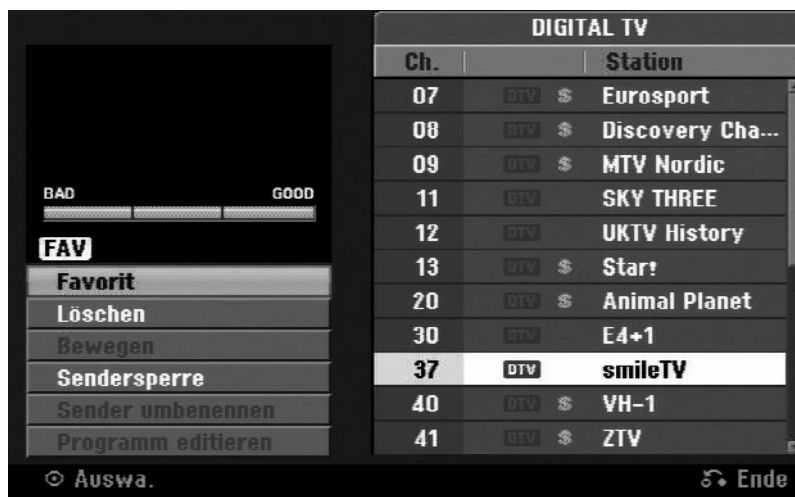 DIGITAL TV
Ch. Station
07 DTV $ Eurosport
08 DTV $ Discovery Cha...
09 DTV $ MTV Nordic
11 DTV SKY THREE
12 DTV UKTV History
13 DTV $ Star!
20 DTV $ Animal Planet
30 DTV E4+1
37 DTV smileTV
40 DTV $ VH-1
41 DTV $ ZTV
BAD GOOD
FAV
Favorit
Löschen
Bewegen
Sendersperre
Sender umbenennen
Programm editieren
Auswa.
Ende